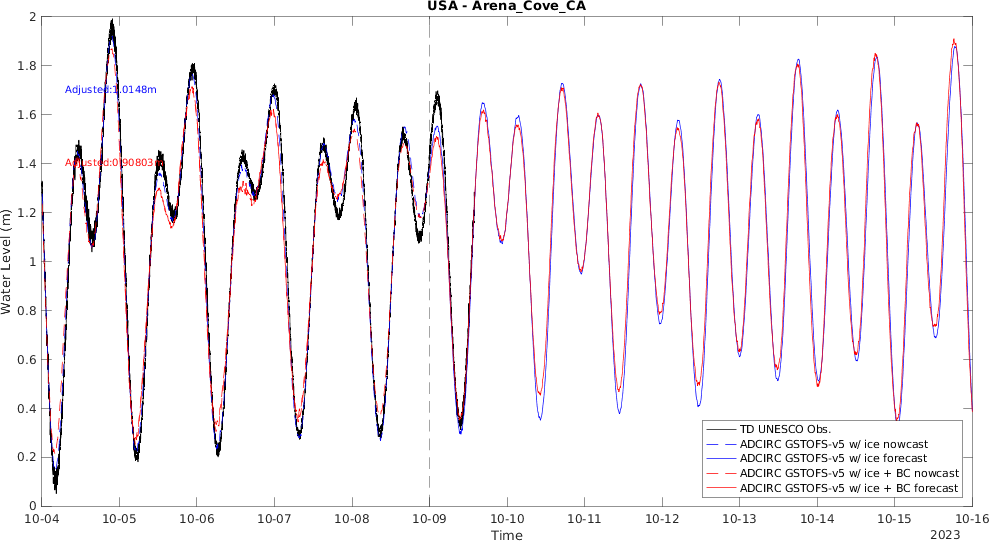 USA - Arena_Cove_CA
Water Level (m)
2
1.8
1.6
1.4
1.2
1
0.8
0.6
0.4
0.2
0
Adjusted:1.0148m
Adjusted:0.90803
TD UNESCO Obs.
ADCIRC GSTOFS-v5 w/ ice nowcast
ADCIRC GSTOFS-v5 w/ ice forecast
ADCIRC GSTOFS-v5 w/ ice + BC nowcast
ADCIRC GSTOFS-v5 w/ ice + BC forecast
10-04 10-05 10-06 10-07 10-08 10-09 10-10 10-11 10-12 10-13 10-14 10-15 10-16
Time
2023